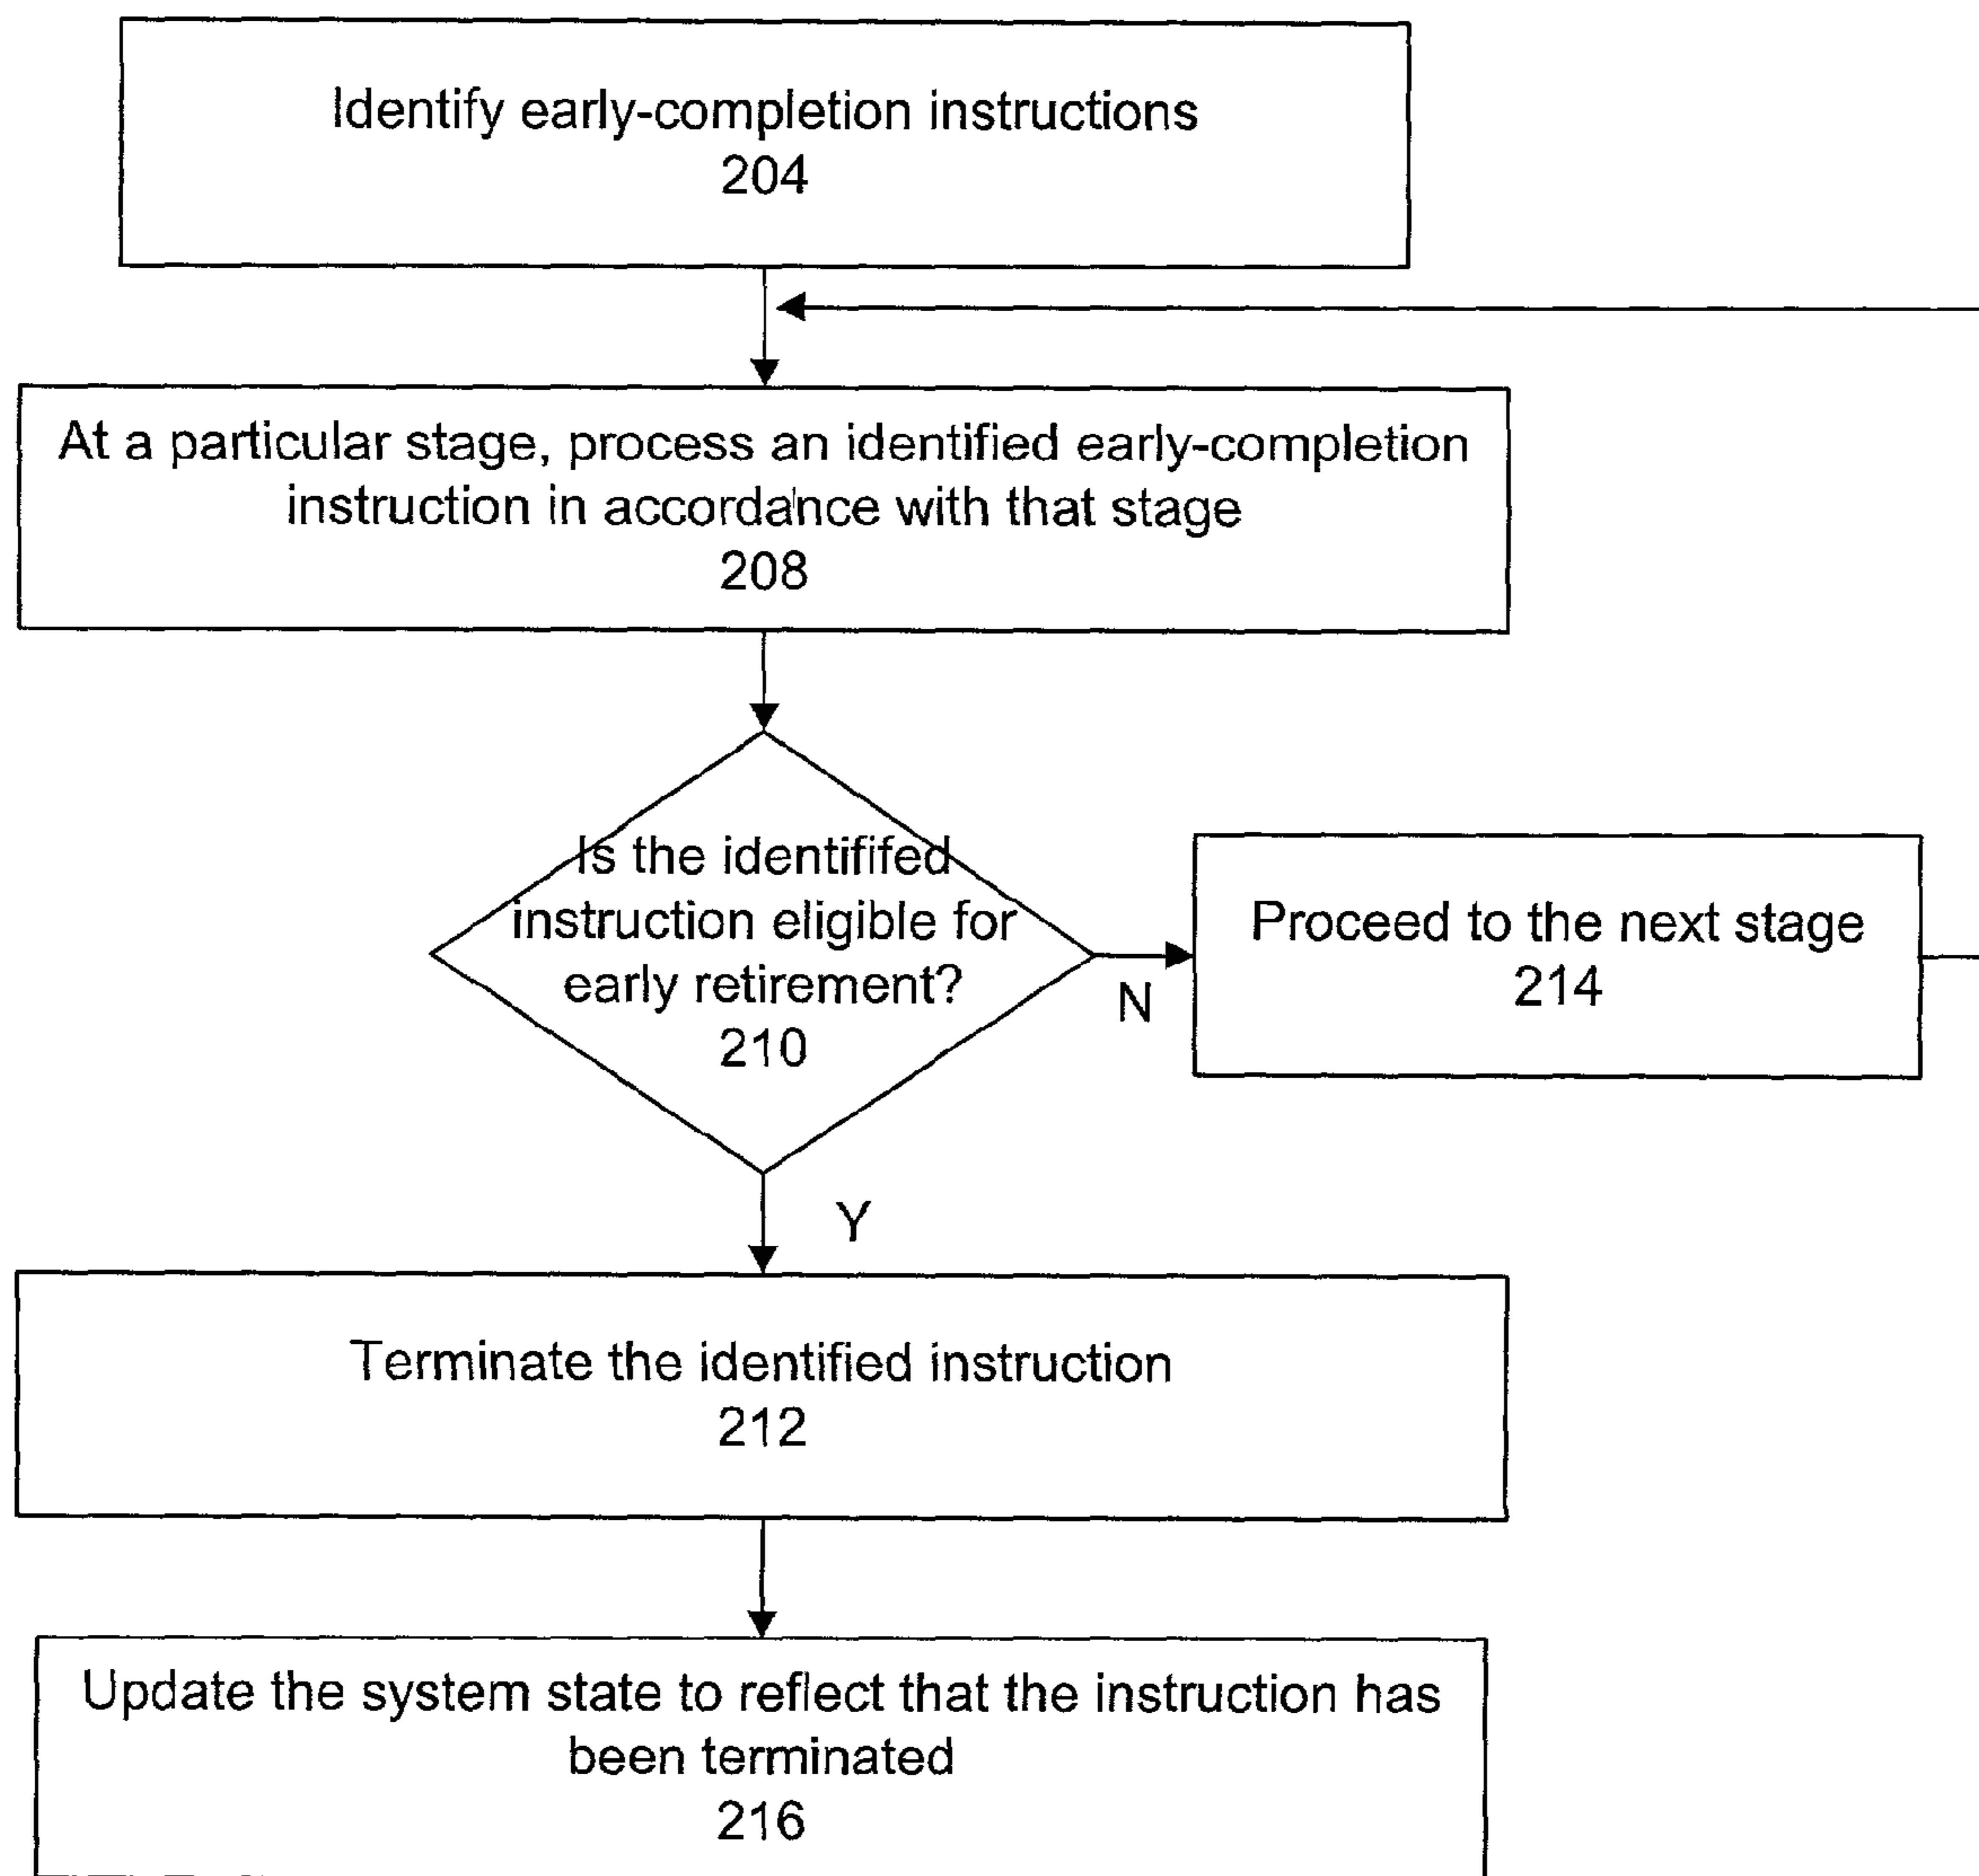 Identify early-completion instructions
204
At a particular stage, process an identified early-completion
instruction in accordance with that stage
208
Is the identififed
instruction eligible for
early retirement?
210
N
Proceed to the next stage
214
Y
Terminate the identified instruction
212
Update the system state to reflect that the instruction has
been terminated
216